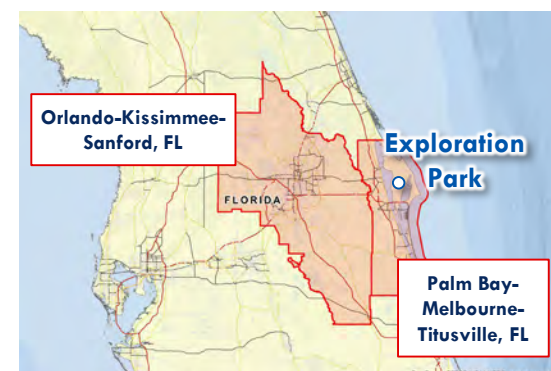 Orlando-Kissimmee-
Sanford, FL
Exploration
Park
FLORIDA
Palm Bay-
Melbourne-
Titusville, FL